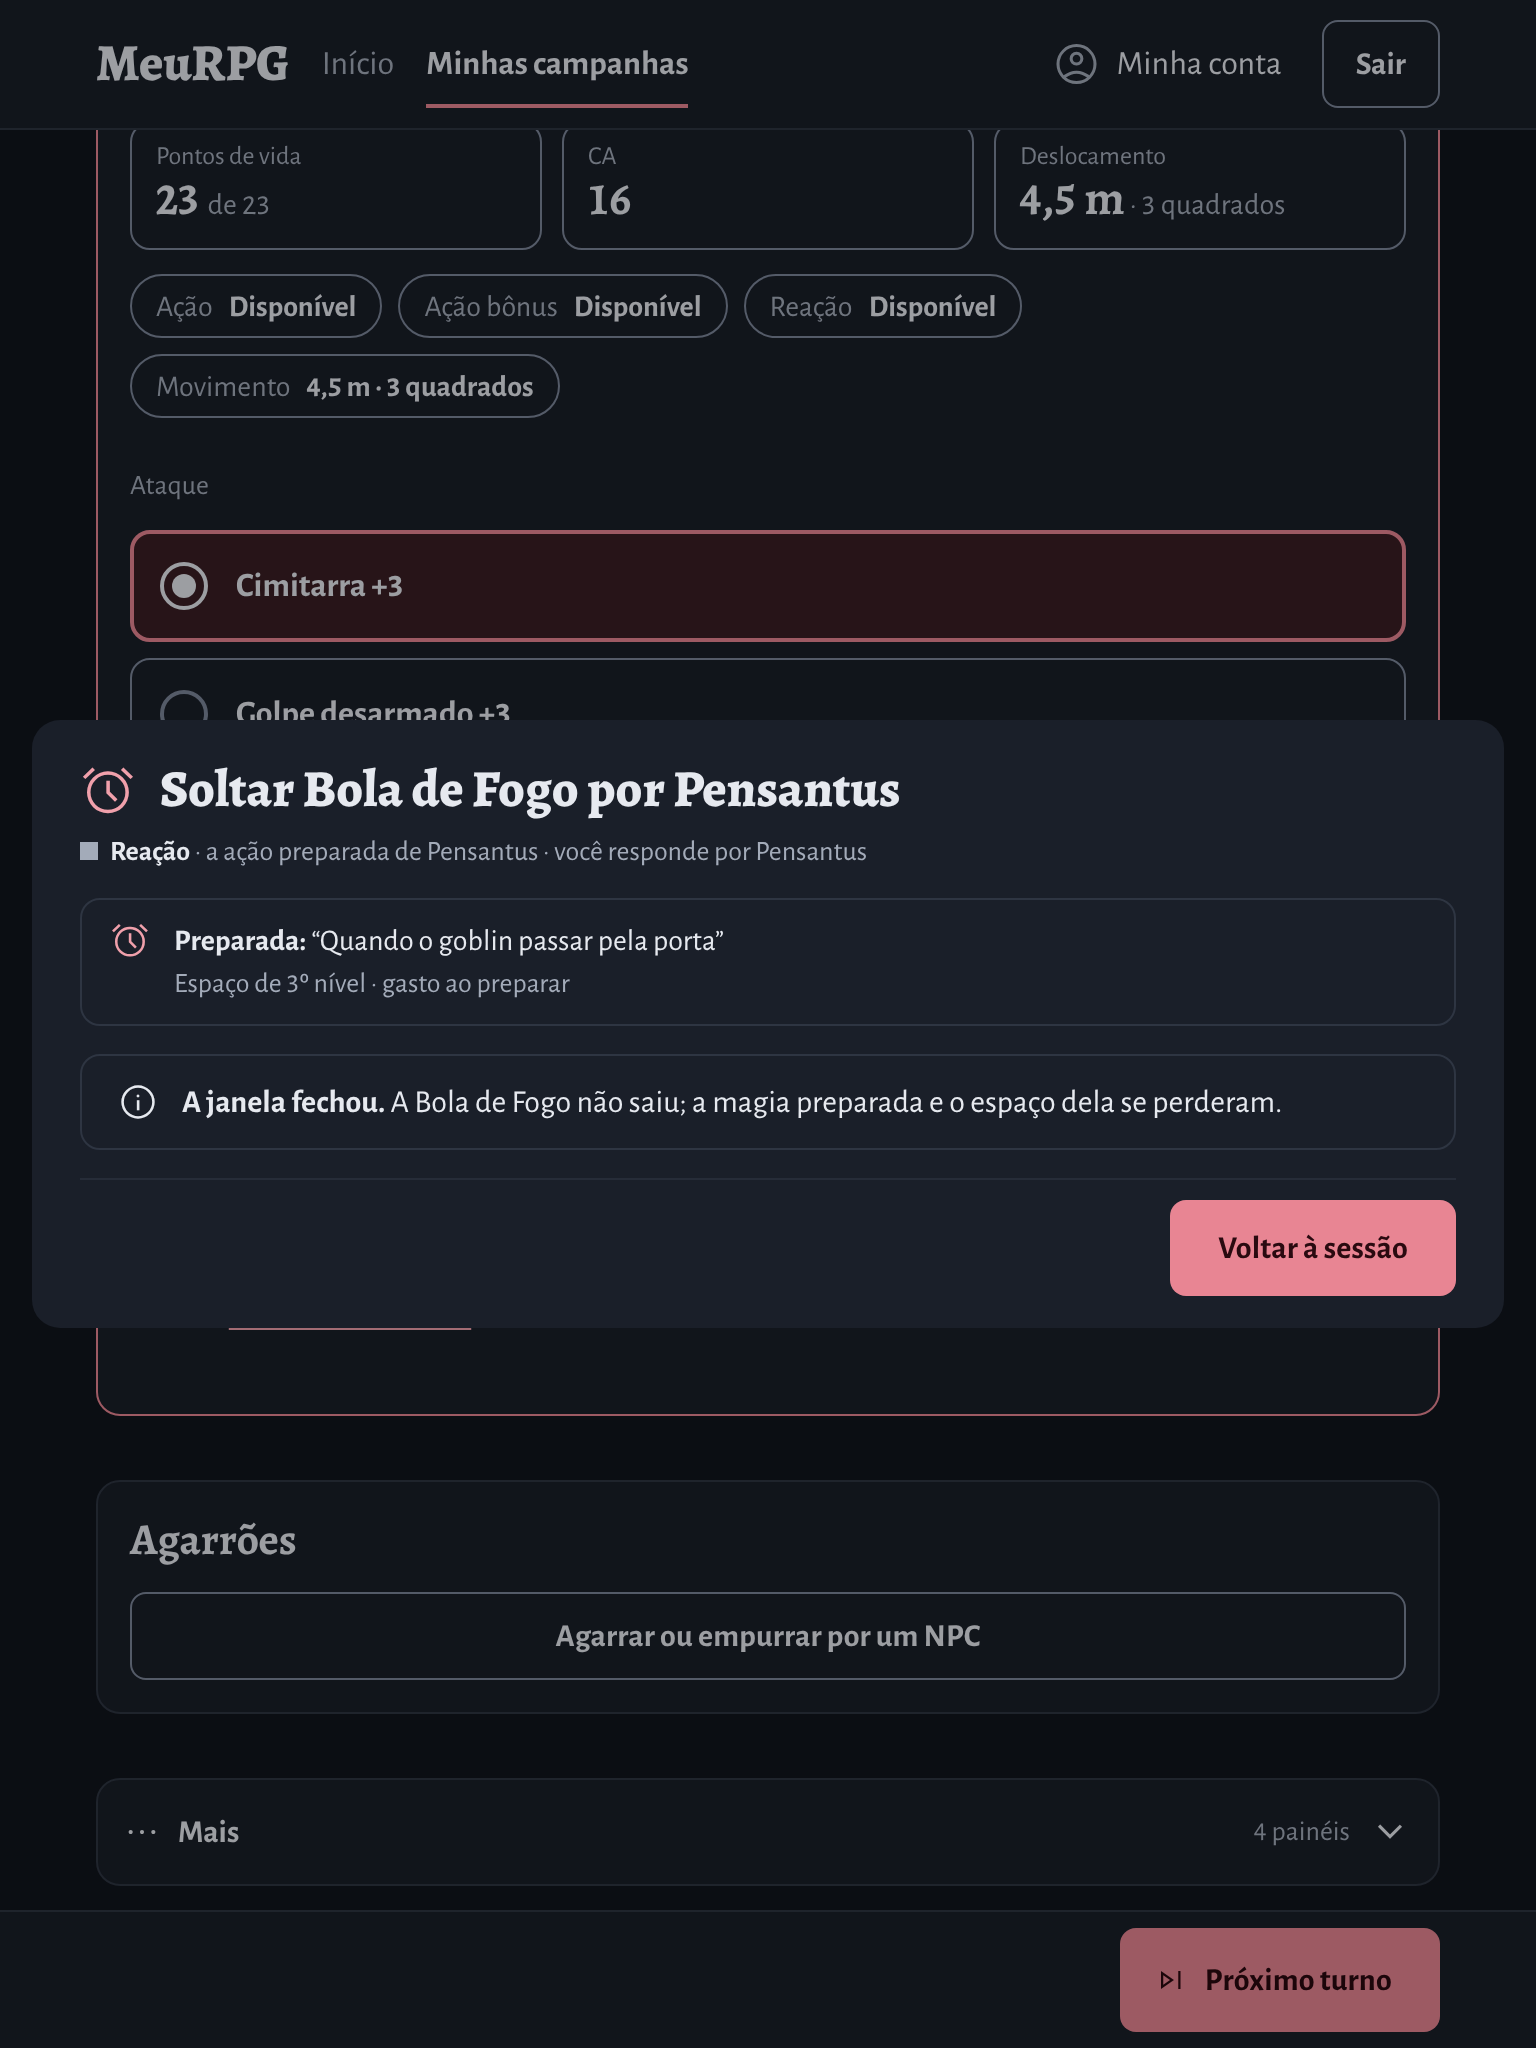 MeuRPG Início Minhas campanhas Minha conta Sair
Pontos de vida CA Deslocamento
23 de 23 16 4,5 m · 3 quadrados
Ação Disponível Ação bônus Disponível Reação Disponível
Movimento 4,5 m · 3 quadrados
Ataque
Cimitarra +3
Golpe desarmado +3
Soltar Bola de Fogo por Pensantus
Reação · a ação preparada de Pensantus · você responde por Pensantus
Preparada: “Quando o goblin passar pela porta”
Espaço de 3º nível · gasto ao preparar
A janela fechou. A Bola de Fogo não saiu; a magia preparada e o espaço dela se perderam.
Voltar à sessão
Agarrões
Agarrar ou empurrar por um NPC
Mais 4 painéis
Próximo turno